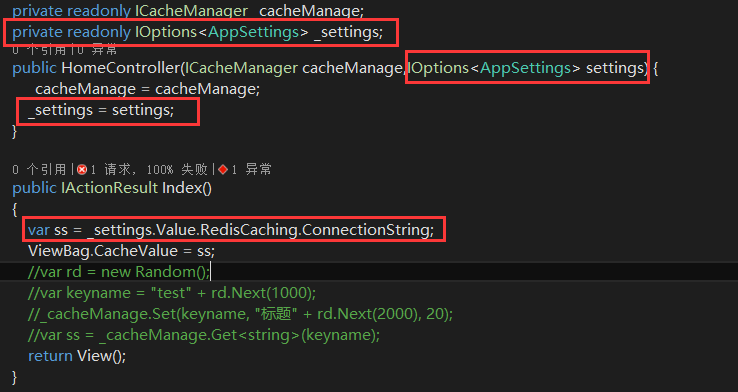 private readonly ICacheManager _cacheManage;
private readonly IOptions<AppSettings> _settings;
0 个引用|0 异常
public HomeController(ICacheManager cacheManage,IOptions<AppSettings> settings) {
_cacheManage = cacheManage;
_settings = settings;
}
0 个引用|1 请求, 100% 失败|1 异常
public IActionResult Index()
{
var ss = _settings.Value.RedisCaching.ConnectionString;
ViewBag.CacheValue = ss;
//var rd = new Random();
//var keyname = "test" + rd.Next(1000);
//_cacheManage.Set(keyname, "标题" + rd.Next(2000), 20);
//var ss = _cacheManage.Get<string>(keyname);
return View();
}